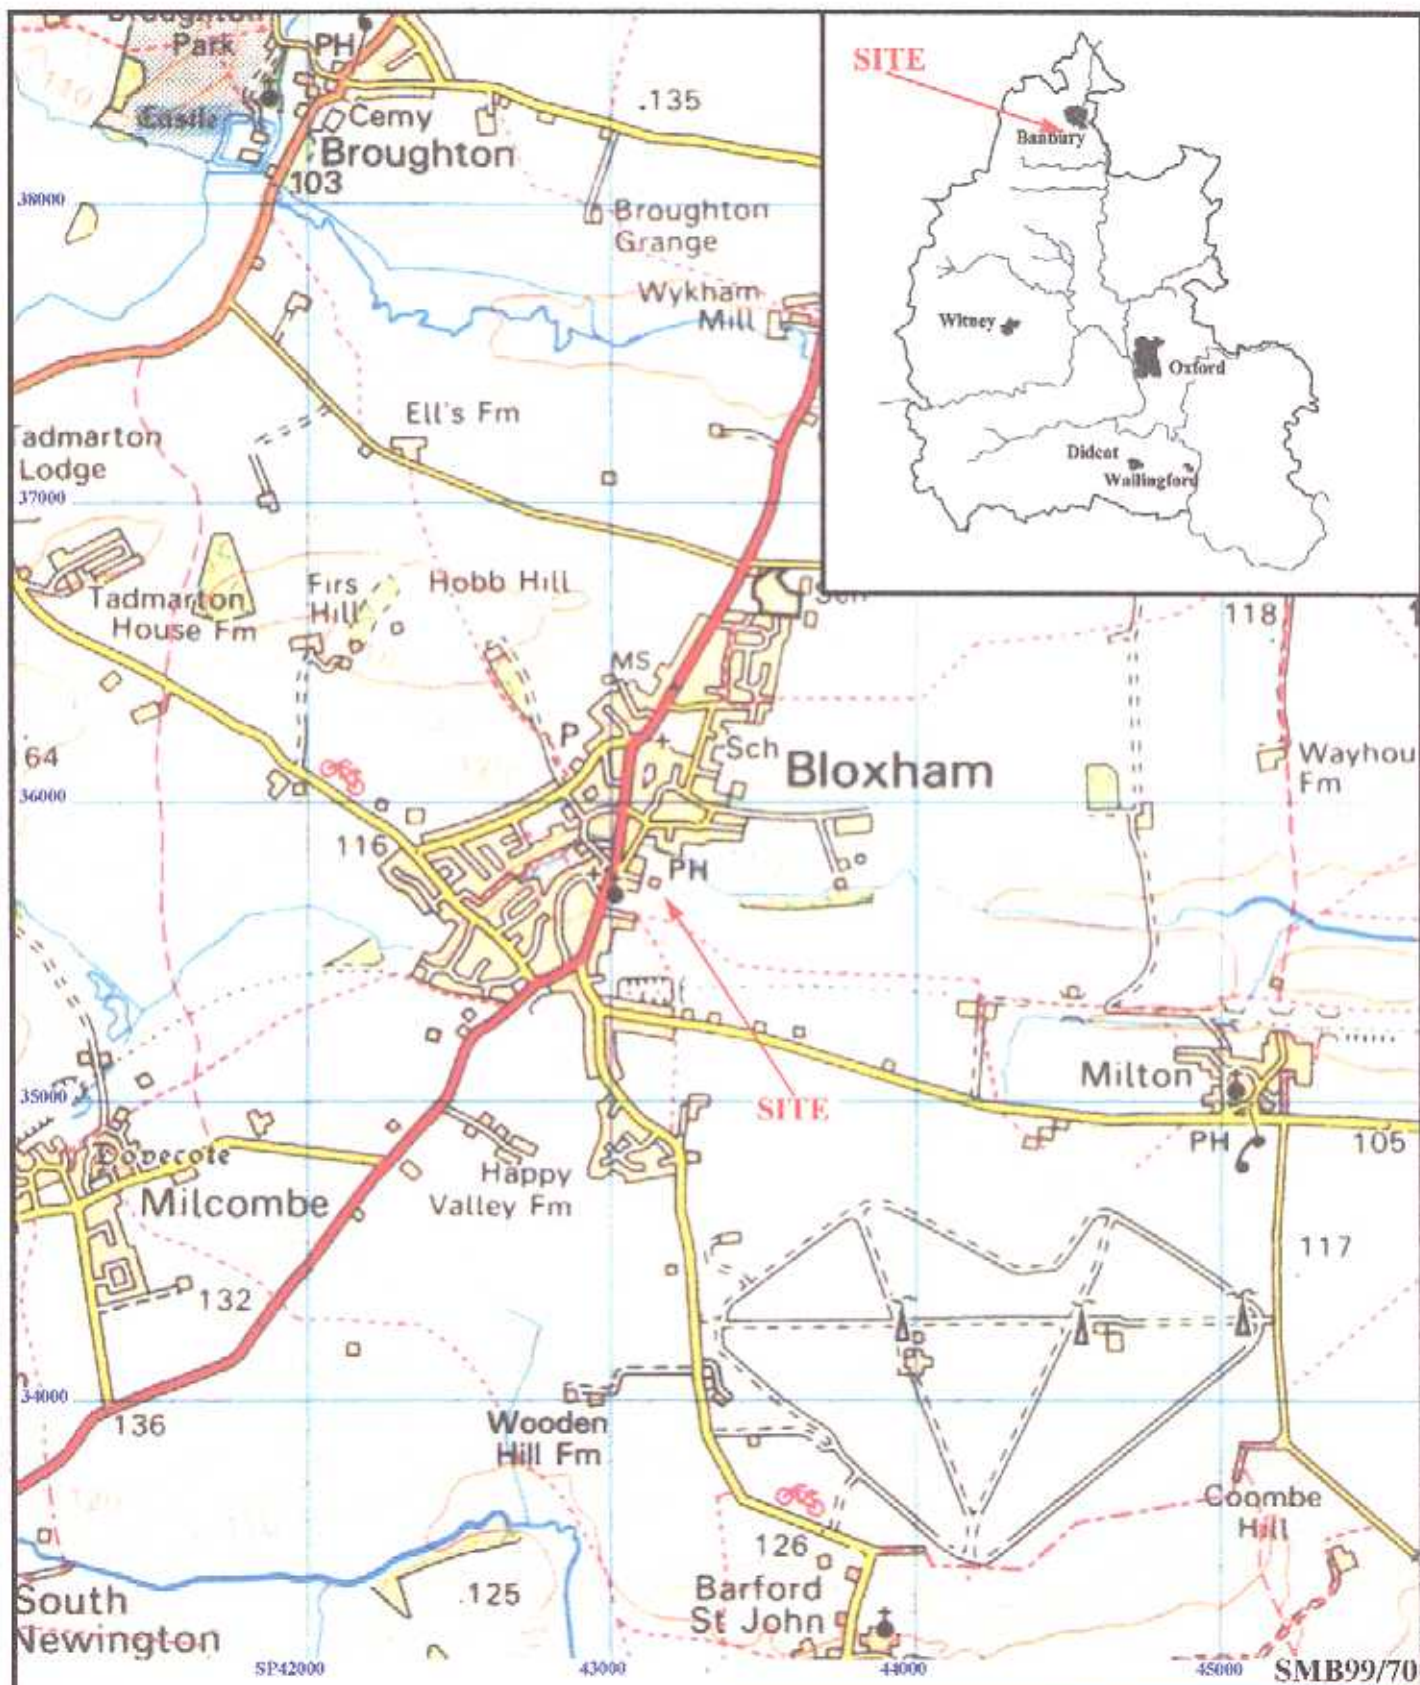 Park
PH
Castle
Cemy
Broughton
.135
103
38000
Broughton
Grange
Wykham
Mill
SITE
Banbury
Witney
Oxford
Didcot
Wallingford
Ell's Fm
Tadmarton
Lodge
37000
Tadmarton
House Fm
Firs
Hill
Hobb Hill
118
MS
P
Sch
Bloxham
64
Wayhou
Fm
36000
116
PH
SITE
Milton
35000
PH
105
Dovecote
Milcombe
Happy
Valley Fm
117
132
34000
136
Wooden
Hill Fm
Coombe
Hill
126
.125
Barford
St John
South
Newington
SP42000
43000
44000
45000
SMB99/70